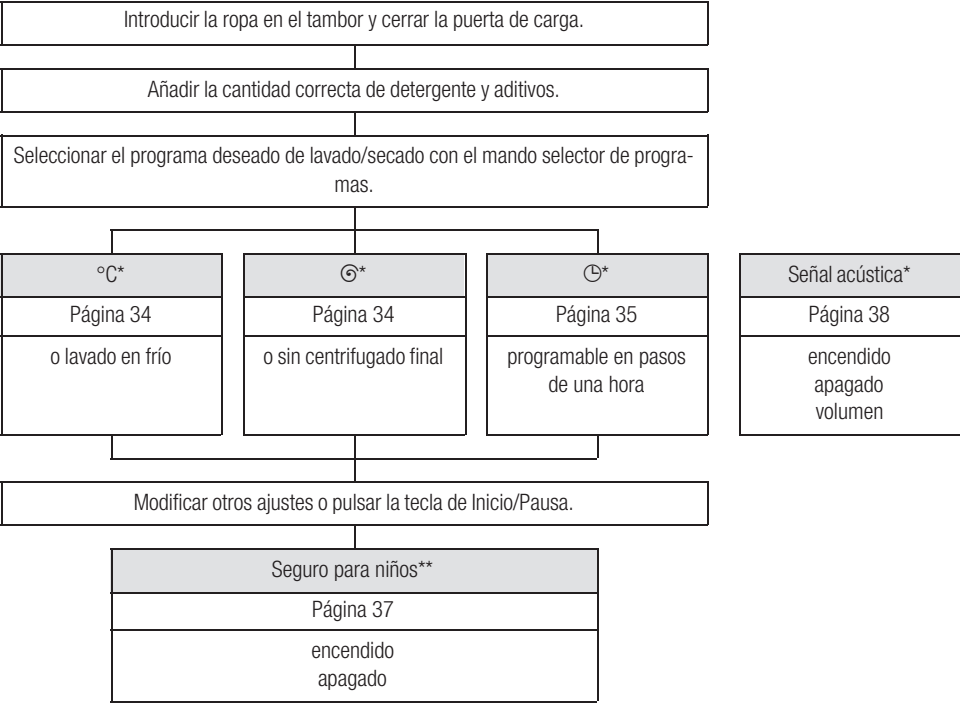 Introducir la ropa en el tambor y cerrar la puerta de carga.
Añadir la cantidad correcta de detergente y aditivos.
Seleccionar el programa deseado de lavado/secado con el mando selector de progra-
mas.
°C*
Página 34
o lavado en frío
*
Página 34
o sin centrifugado final
*
Página 35
programable en pasos
de una hora
Señal acústica*
Página 38
encendido
apagado
volumen
Modificar otros ajustes o pulsar la tecla de Inicio/Pausa.
Seguro para niños**
Página 37
encendido
apagado